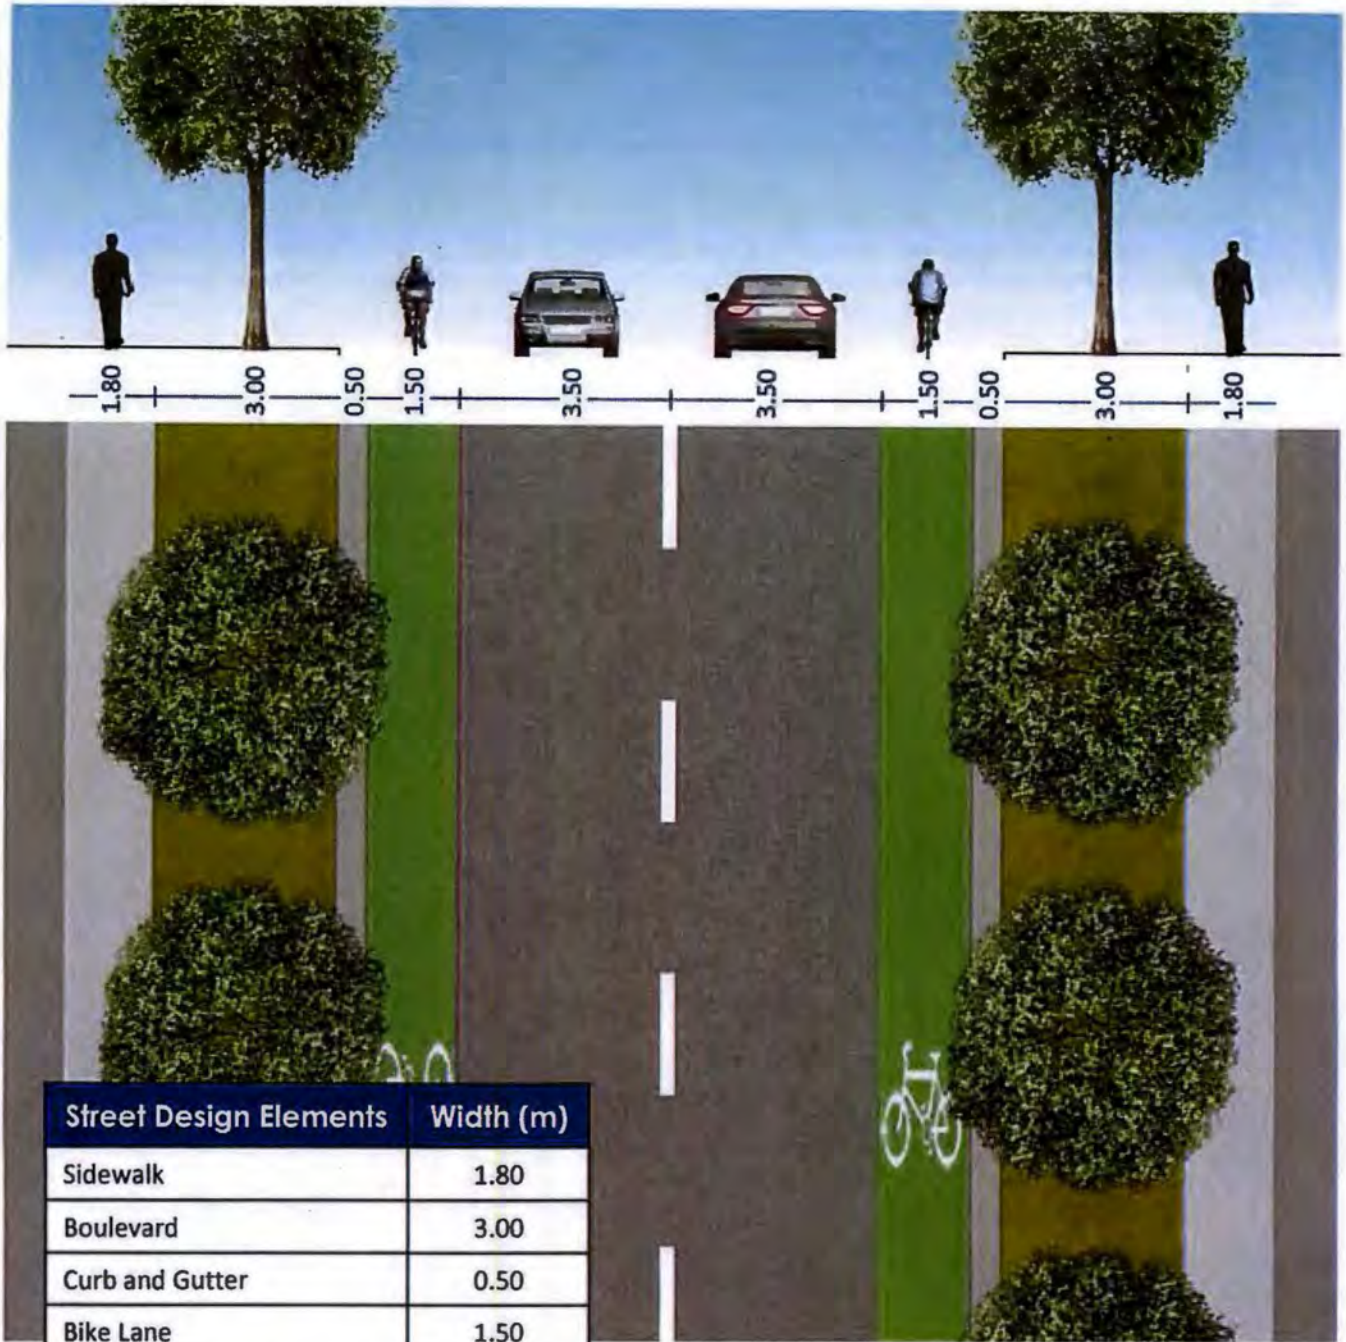 1.80 3.00 0.50 1.50 3.50 3.50 1.50 0.50 3.00 1.80
Street Design Elements Width (m)
Sidewalk 1.80
Boulevard 3.00
Curb and Gutter 0.50
Bike Lane 1.50